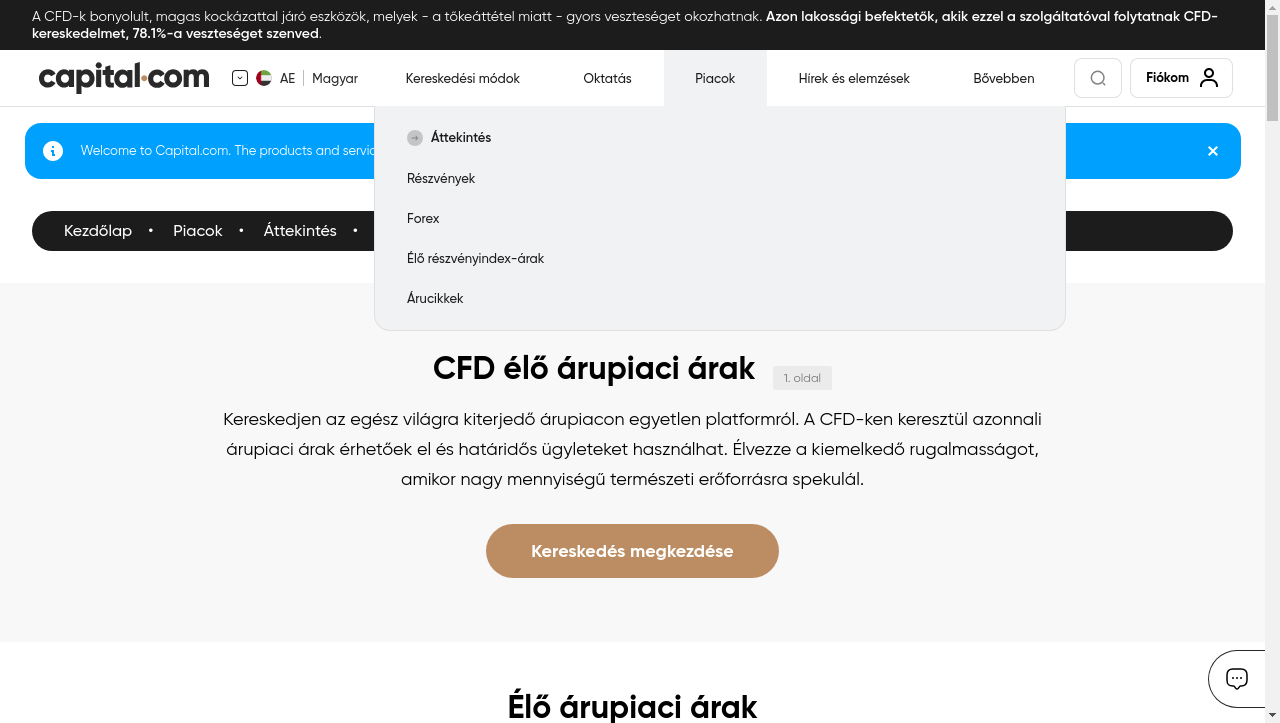 A CFD-k bonyolult, magas kockázattal járó eszközök, melyek - a tőkeáttétel miatt - gyors veszteséget okozhatnak. Azon lakossági befektetők, akik ezzel a szolgáltatóval folytatnak CFD-
kereskedelmet, 78.1%-a veszteséget szenved.
capital.com
AE Magyar
Kereskedési módok
Oktatás
Piacok
Hírek és elemzések
Bővebben
Fiókom
Áttekintés
Részvények
Forex
Élő részvényindex-árak
Árucikkek
Welcome to Capital.com. The products and
Kezdőlap • Piacok • Áttekintés •
CFD élő árupiaci árak 1. oldal
Kereskedjen az egész világra kiterjedő árupiacon egyetlen platformról. A CFD-ken keresztül azonnali
árupiaci árak érhetőek el és határidős ügyleteket használhat. Élvezze a kiemelkedő rugalmasságot,
amikor nagy mennyiségű természeti erőforrásra spekulál.
Kereskedés megkezdése
Élő árupiaci árak